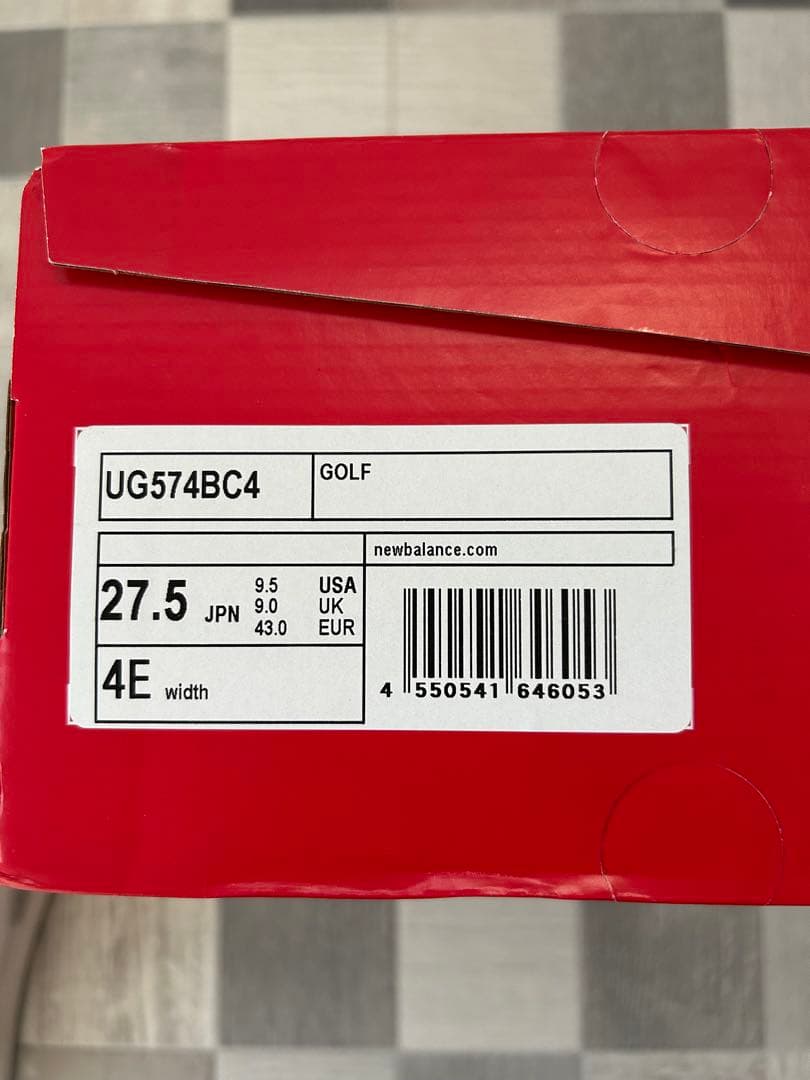 UG574BC4
GOLF
newbalance.com
27.5 JPN
9.5 USA
9.0 UK
43.0 EUR
4E width
4 550541 646053